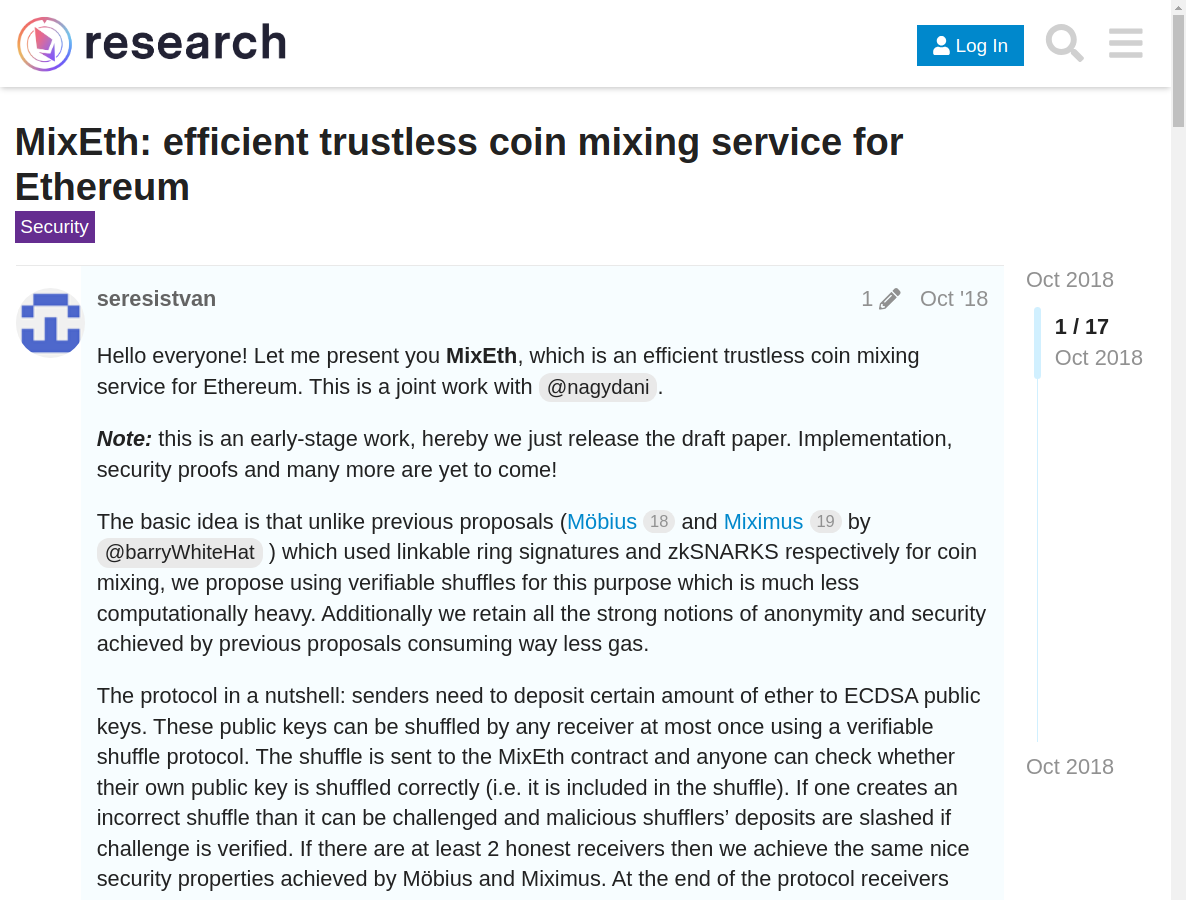 research
Log In
MixEth: efficient trustless coin mixing service for
Ethereum
Security
seresistvan
1
Oct '18
Oct 2018
1 / 17
Oct 2018
Hello everyone! Let me present you MixEth, which is an efficient trustless coin mixing
service for Ethereum. This is a joint work with @nagydani .
Note: this is an early-stage work, hereby we just release the draft paper. Implementation,
security proofs and many more are yet to come!
The basic idea is that unlike previous proposals (Möbius 18 and Miximus 19 by
@barryWhiteHat ) which used linkable ring signatures and zkSNARKS respectively for coin
mixing, we propose using verifiable shuffles for this purpose which is much less
computationally heavy. Additionally we retain all the strong notions of anonymity and security
achieved by previous proposals consuming way less gas.
The protocol in a nutshell: senders need to deposit certain amount of ether to ECDSA public
keys. These public keys can be shuffled by any receiver at most once using a verifiable
shuffle protocol. The shuffle is sent to the MixEth contract and anyone can check whether
their own public key is shuffled correctly (i.e. it is included in the shuffle). If one creates an
incorrect shuffle than it can be challenged and malicious shufflers’ deposits are slashed if
challenge is verified. If there are at least 2 honest receivers then we achieve the same nice
security properties achieved by Möbius and Miximus. At the end of the protocol receivers
Oct 2018